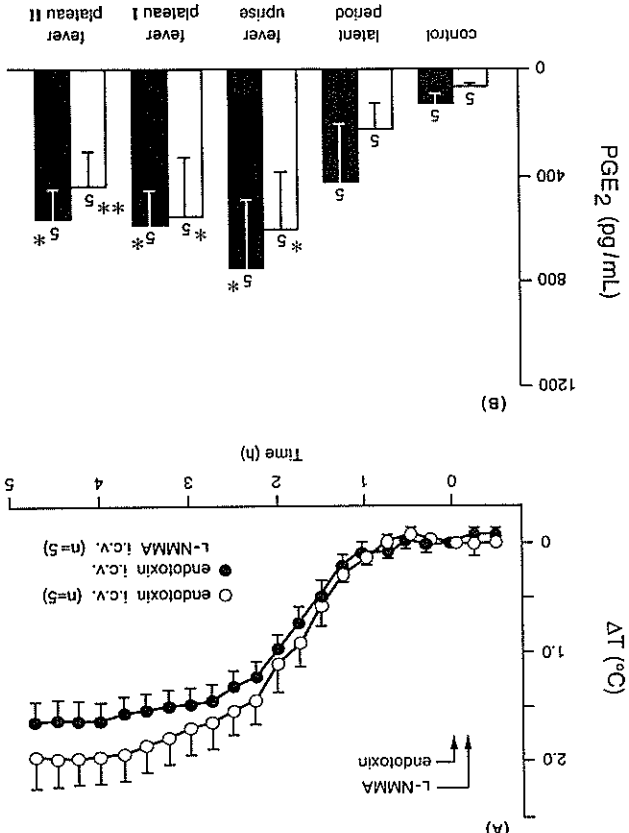 (A)
L-NMMA
endotoxin
ΔT (°C)
2.0
1.0
0
endotoxin i.c.v. (n=5)
endotoxin i.c.v.
L-NMMA i.c.v. (n=5)
0 1 2 3 4 5
Time (h)
(B)
PGE2 (pg/mL)
1200
800
400
0
5 5 5 5 5* 5* 5* 5* 5** 5*
control
latent period
fever uprise
fever plateau I
fever plateau II